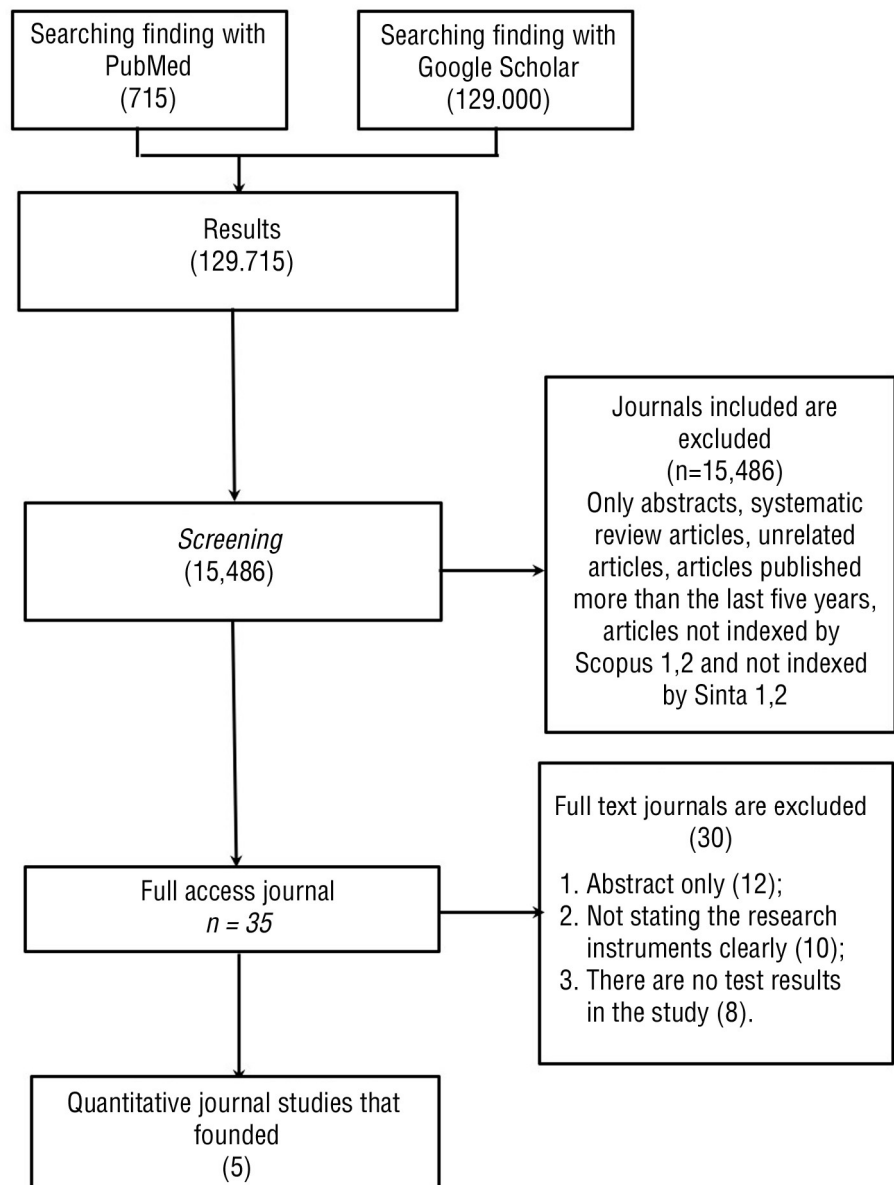 Searching finding with
PubMed
(715)
Searching finding with
Google Scholar
(129.000)
Results
(129.715)
Screening
(15,486)
Journals included are
excluded
(n=15,486)
Only abstracts, systematic
review articles, unrelated
articles, articles published
more than the last five years,
articles not indexed by
Scopus 1,2 and not indexed
by Sinta 1,2
Full access journal
n = 35
Full text journals are excluded
(30)
1. Abstract only (12);
2. Not stating the research
instruments clearly (10);
3. There are no test results
in the study (8).
Quantitative journal studies that
founded
(5)